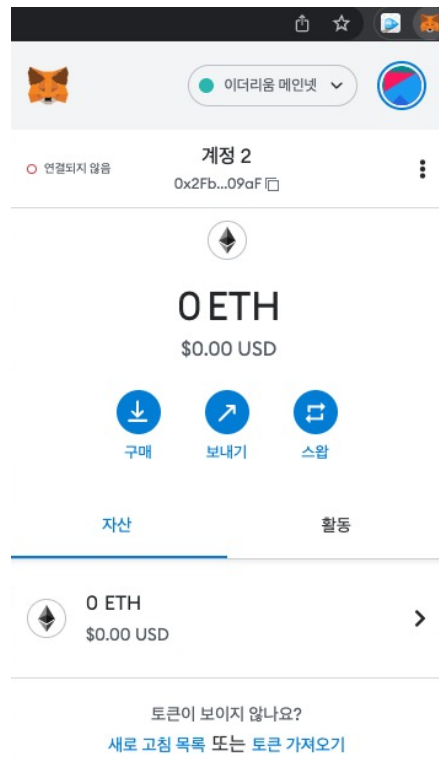 이더리움 메인넷
연결되지 않음
계정 2
0x2Fb...09aF
0 ETH
$0.00 USD
구매 보내기 스왑
자산 활동
0 ETH
$0.00 USD
토큰이 보이지 않나요?
새로 고침 목록 또는 토큰 가져오기